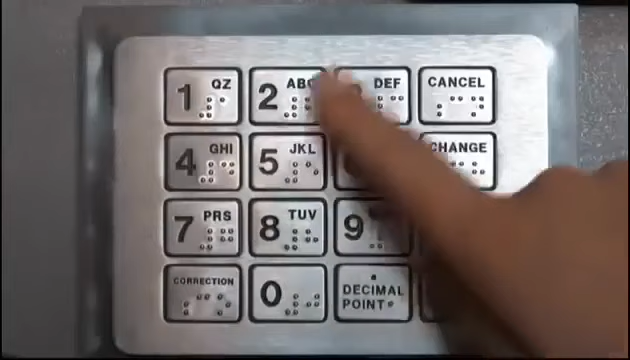 1 QZ 2 ABC DEF CANCEL
4 GHI 5 JKL CHANGE
7 PRS 8 TUV 9
CORRECTION 0 DECIMAL
POINT